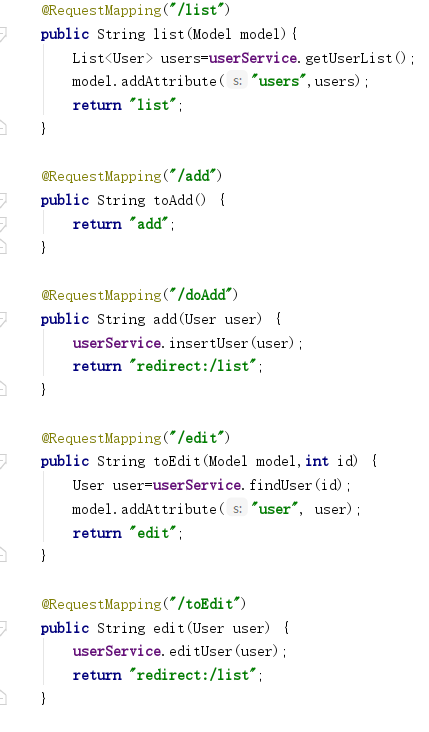 @RequestMapping("/list")
public String list(Model model){
List<User> users=userService.getUserList();
model.addAttribute( s: "users",users);
return "list";
}
@RequestMapping("/add")
public String toAdd() {
return "add";
}
@RequestMapping("/doAdd")
public String add(User user) {
userService.insertUser(user);
return "redirect:/list";
}
@RequestMapping("/edit")
public String toEdit(Model model,int id) {
User user=userService.findUser(id);
model.addAttribute( s: "user", user);
return "edit";
}
@RequestMapping("/toEdit")
public String edit(User user) {
userService.editUser(user);
return "redirect:/list";
}